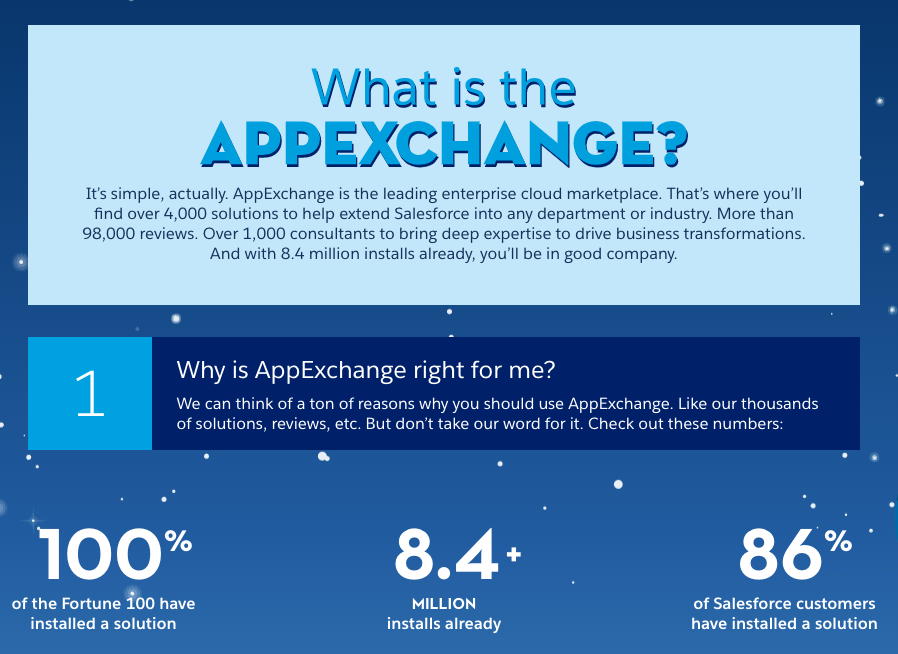 What is the
APPEXCHANGE?
It's simple, actually. AppExchange is the leading enterprise cloud marketplace. That's where you'll
find over 4,000 solutions to help extend Salesforce into any department or industry. More than
98,000 reviews. Over 1,000 consultants to bring deep expertise to drive business transformations.
And with 8.4 million installs already, you'll be in good company.
1
Why is AppExchange right for me?
We can think of a ton of reasons why you should use AppExchange. Like our thousands
of solutions, reviews, etc. But don't take our word for it. Check out these numbers:
100%
of the Fortune 100 have
installed a solution
8.4+
MILLION
installs already
86%
of Salesforce customers
have installed a solution